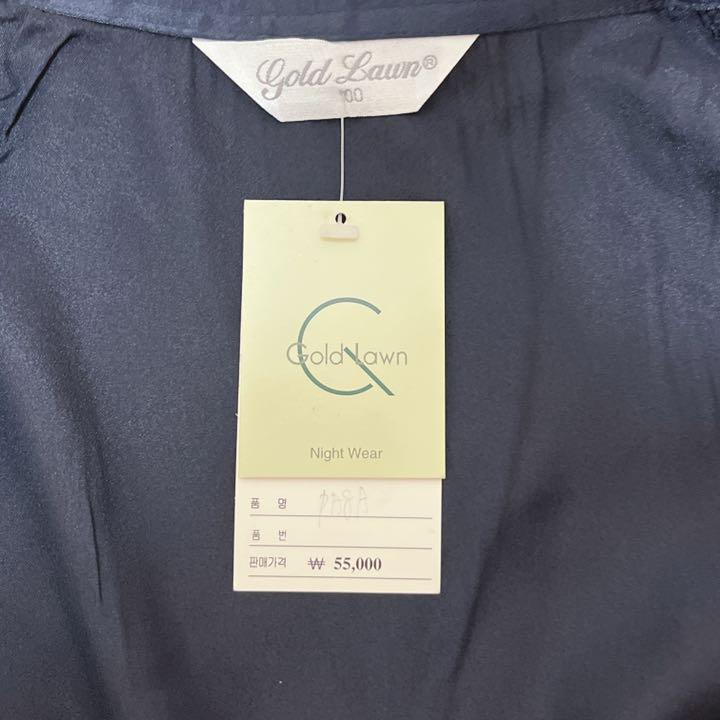 Gold Lawn®
100
Gold Lawn
Night Wear
품 명
품 번
판매가격 ₩ 55,000